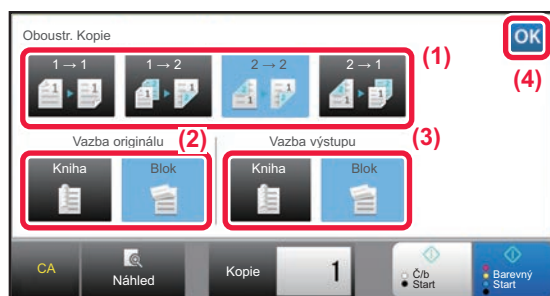 Oboustr. Kopie
OK
1 → 1
1 → 2
2 → 2
2 → 1
(1)
(4)
Vazba originálu
(2)
Vazba výstupu
(3)
Kniha
Blok
Kniha
Blok
CA
Náhled
Kopie
1
Č/b
Start
Barevný
Start